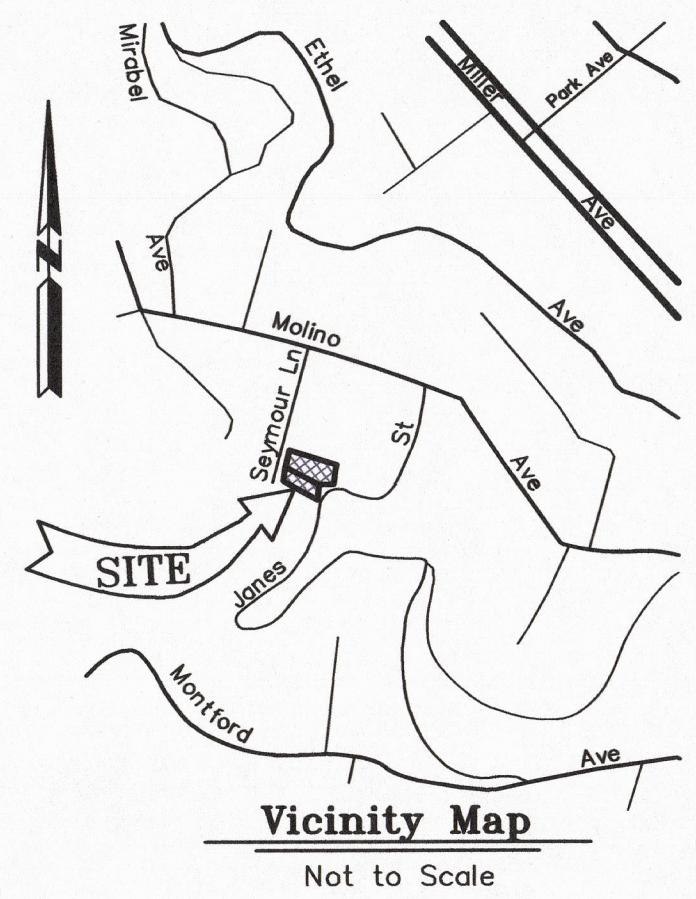 Mirabel
Ethel
Miller
Park Ave
Ave
Ave
Ave
Molino
Seymour Ln
St
Ave
SITE
Janes
Montford
Ave
N
Vicinity Map
Not to Scale